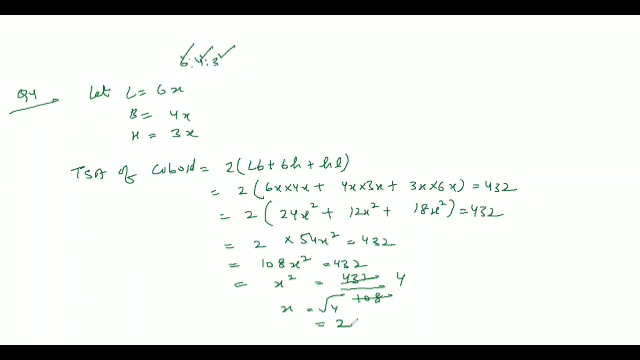 6:4:3
Q4 Let L = 6x
B = 4x
H = 3x
TSA of cuboid = 2(Lb + bh + hl)
= 2(6x×4x + 4x×3x + 3x×6x) = 432
= 2(24x² + 12x² + 18x²) = 432
= 2 × 54x² = 432
= 108x² = 432
= x² = 432/108 4
x = √4
= 2